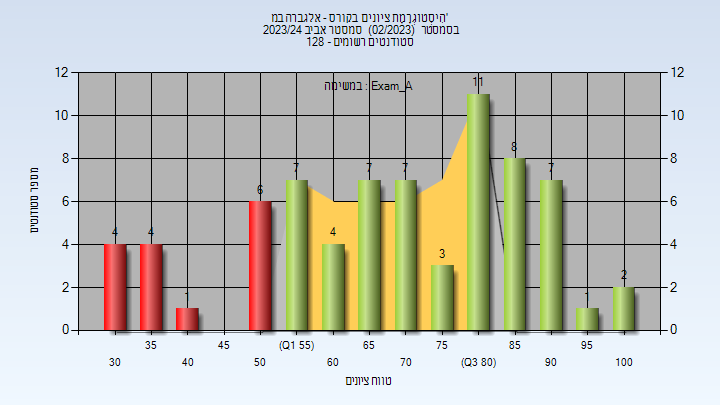 היסטוגרמת ציונים בקורס - אלגברה במ'
בסמסטר (02/2023) סמסטר אביב 2023/24
סטודנטים רשומים - 128
במשימה : Exam_A
מספר סטודנטים
12 12
10 10
8 8
6 6
4 4
2 2
0 0
4 4 1 6 7 4 7 7 3 11 8 7 1 2
35 45 (Q1 55) 65 75 85 95
30 40 50 60 70 (Q3 80) 90 100
טווח ציונים